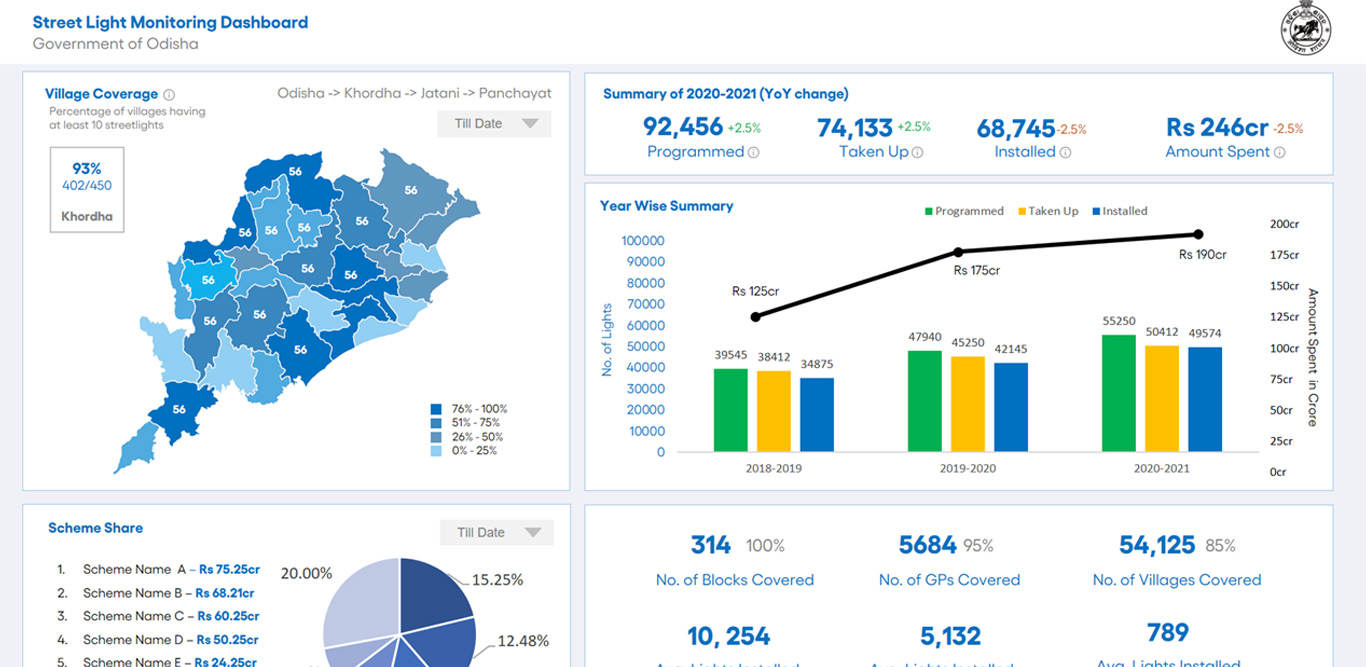 Street Light Monitoring Dashboard
Government of Odisha
Village Coverage
Percentage of villages having
at least 10 streetlights
Odisha -> Khordha -> Jatani -> Panchayat
Till Date
93%
402/450
Khordha
56
56
56
56
56
56
56
56
56
56
56
56
56
76% - 100%
51% - 75%
26% - 50%
0% - 25%
Summary of 2020-2021 (YoY change)
92,456 +2.5%
Programmed
74,133 +2.5%
Taken Up
68,745 -2.5%
Installed
Rs 246cr -2.5%
Amount Spent
Year Wise Summary
Programmed Taken Up Installed
No. of Lights
100000
90000
80000
70000
60000
50000
40000
30000
20000
10000
0
Rs 125cr
Rs 175cr
Rs 190cr
39545 38412 34875
47940 45250 42145
55250 50412 49574
2018-2019
2019-2020
2020-2021
200cr
175cr
150cr
125cr
100cr
75cr
50cr
25cr
0cr
Amount Spent in Crore
Scheme Share
Till Date
1. Scheme Name A – Rs 75.25cr
2. Scheme Name B – Rs 68.21cr
3. Scheme Name C – Rs 60.25cr
4. Scheme Name D – Rs 50.25cr
5. Scheme Name E – Rs 24.25cr
20.00%
15.25%
12.48%
314 100%
No. of Blocks Covered
5684 95%
No. of GPs Covered
54,125 85%
No. of Villages Covered
10, 254
Avg. Lights Installed
5,132
Avg. Lights Installed
789
Avg. Lights Installed